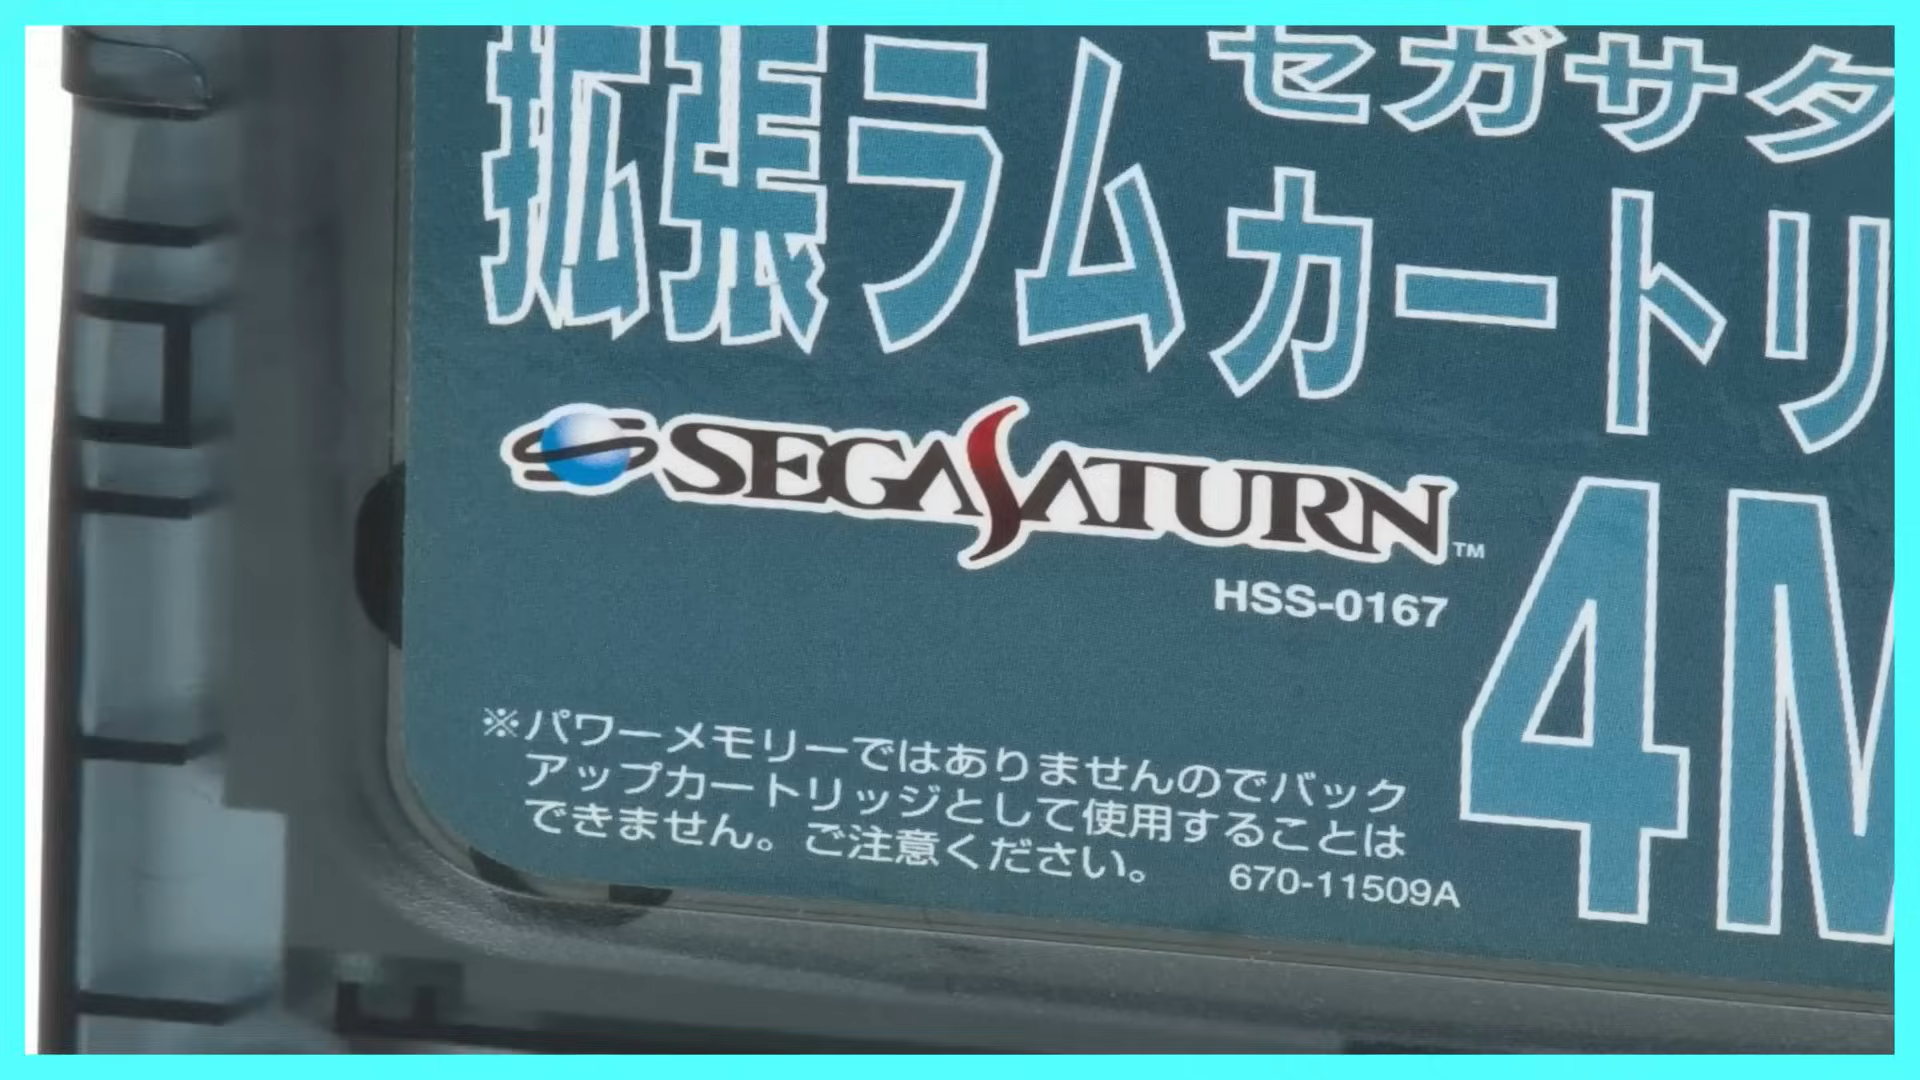 セガサタ
拡張ラムカートリ
SEGASATURN™
HSS-0167
4M
※パワーメモリーではありませんのでバック
アップカートリッジとして使用することは
できません。ご注意ください。
670-11509A